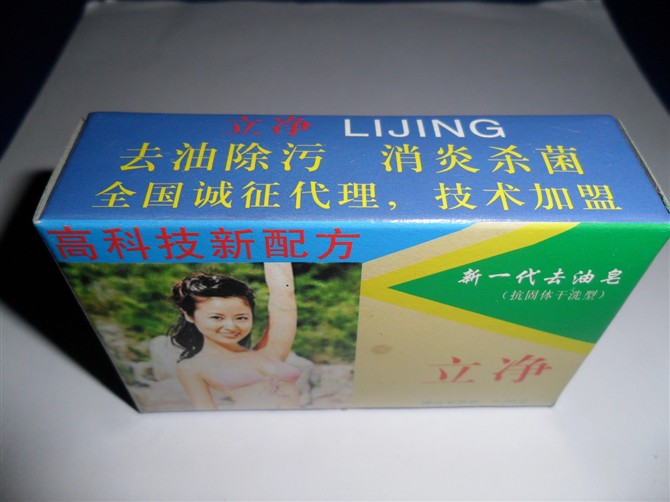 立净 LIJING
去油除污 消炎杀菌
全国诚征代理，技术加盟
高科技新配方
新一代去油皂
（抗固体干洗型）
立净